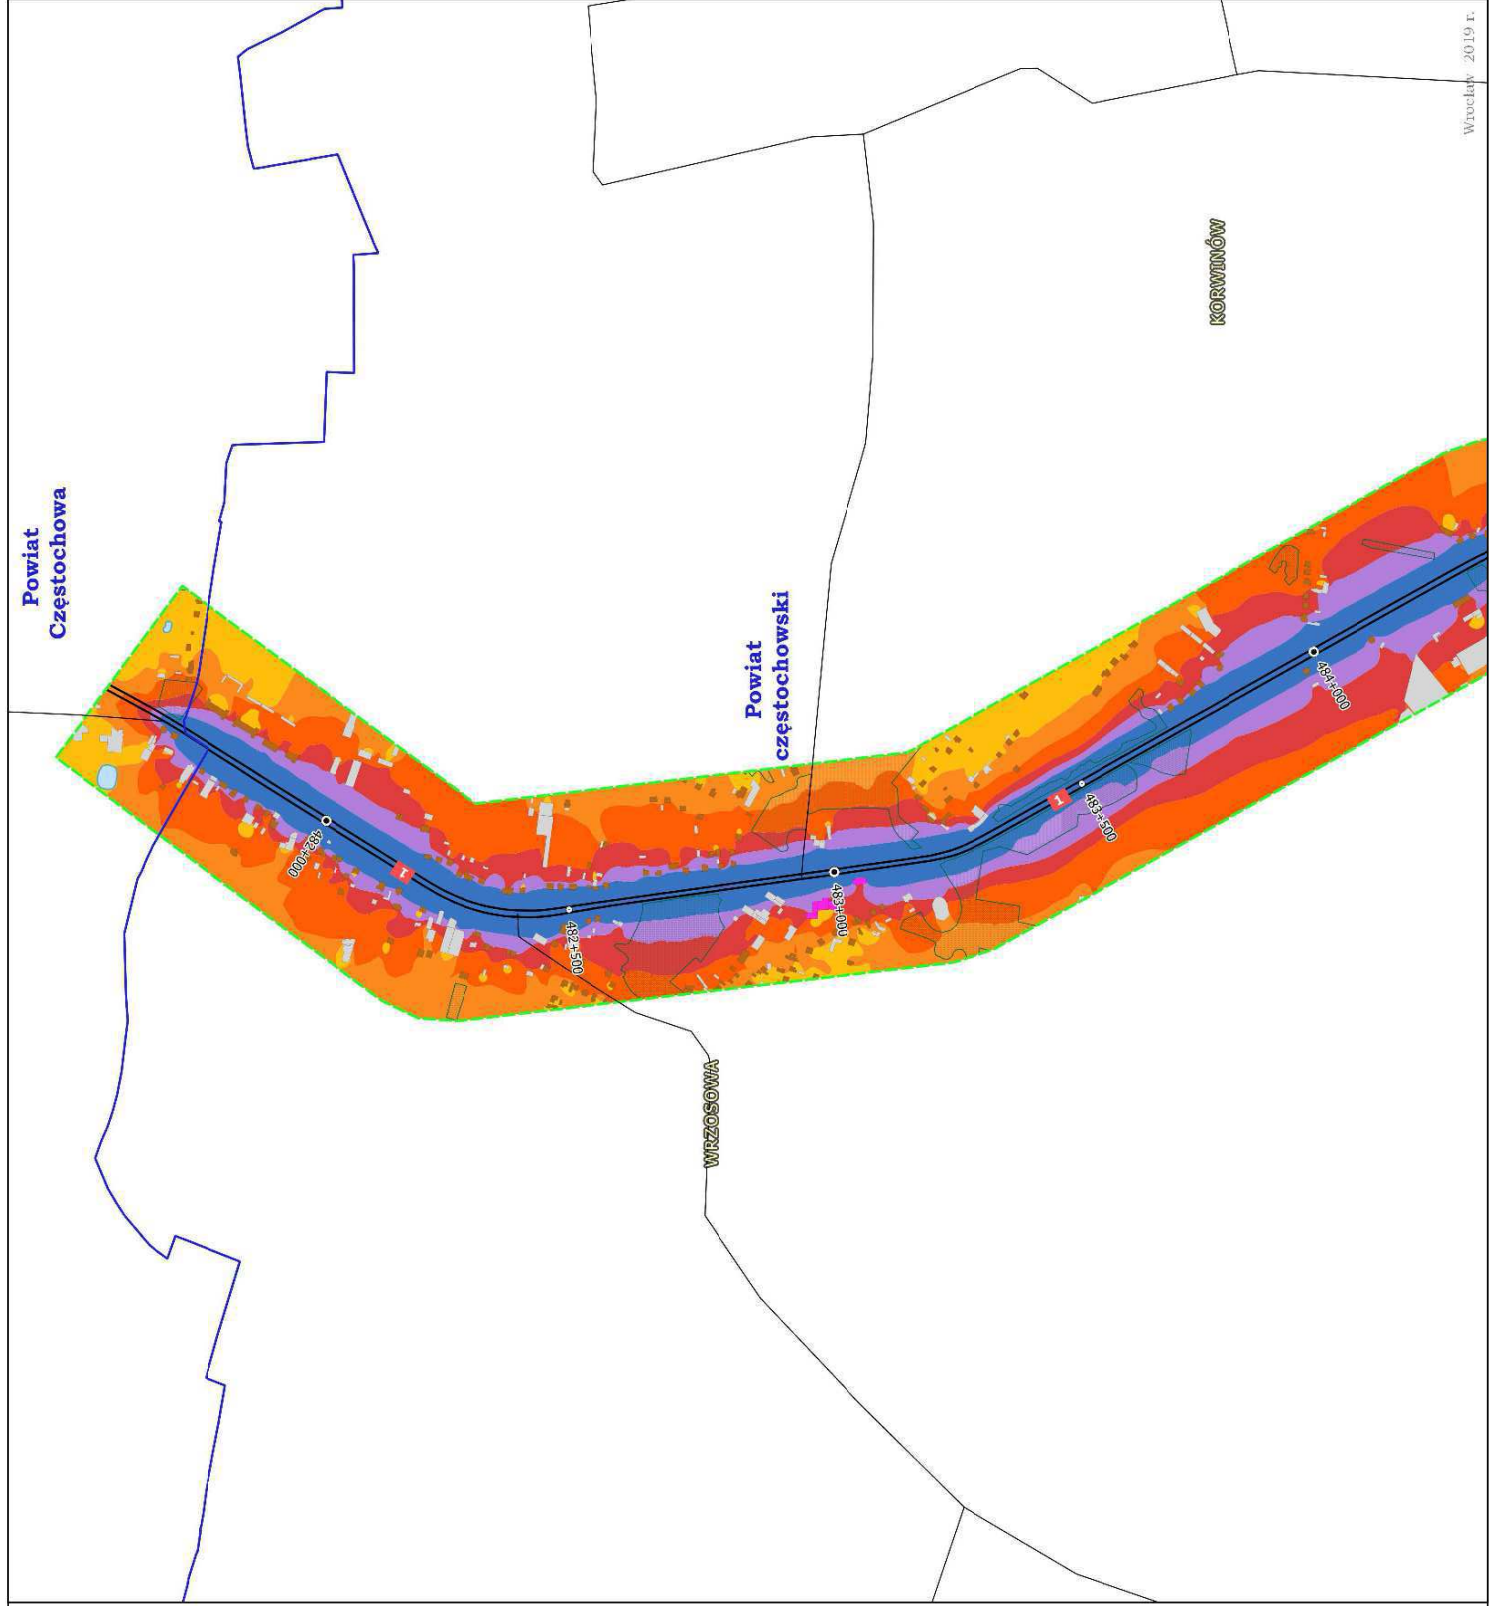 Wrocław 2019 r.
KORWINÓW
Powiat
Częstochowa
Powiat
częstochowski
484+000
1
483+500
482+000
1
483+000
482+500
WRZOSOWA